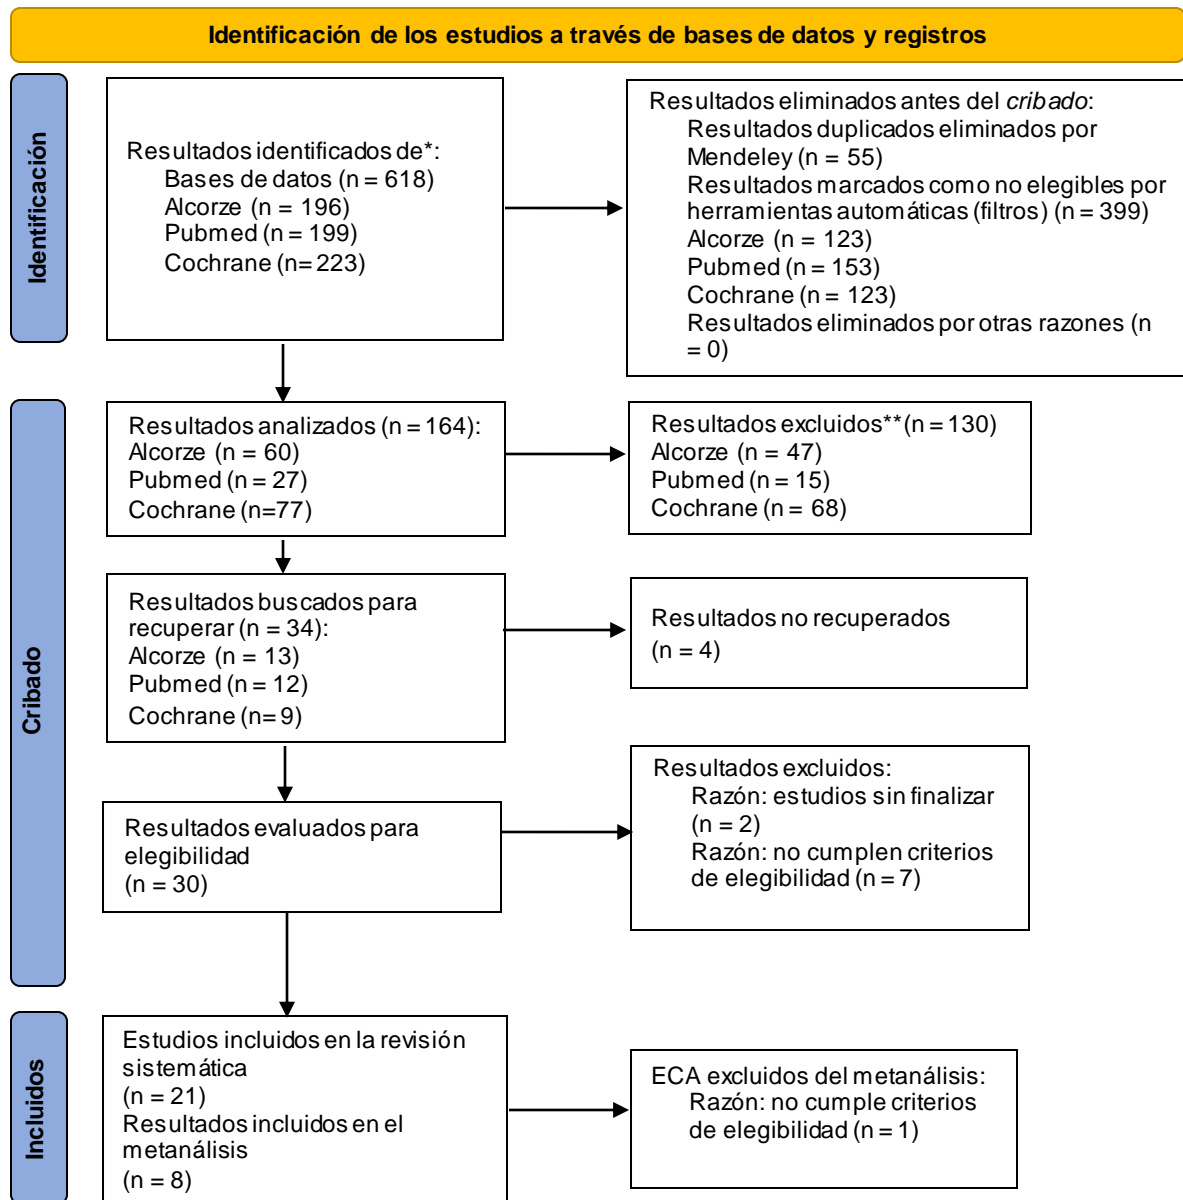 Identificación de los estudios a través de bases de datos y registros
Identificación
Resultados identificados de*:
Bases de datos (n = 618)
Alcorze (n = 196)
Pubmed (n = 199)
Cochrane (n= 223)
Resultados eliminados antes del cribado:
Resultados duplicados eliminados por
Mendeley (n = 55)
Resultados marcados como no elegibles por
herramientas automáticas (filtros) (n = 399)
Alcorze (n = 123)
Pubmed (n = 153)
Cochrane (n = 123)
Resultados eliminados por otras razones (n
= 0)
Cribado
Resultados analizados (n = 164):
Alcorze (n = 60)
Pubmed (n = 27)
Cochrane (n=77)
Resultados excluidos** (n = 130)
Alcorze (n = 47)
Pubmed (n = 15)
Cochrane (n = 68)
Resultados buscados para
recuperar (n = 34):
Alcorze (n = 13)
Pubmed (n = 12)
Cochrane (n= 9)
Resultados no recuperados
(n = 4)
Resultados evaluados para
elegibilidad
(n = 30)
Resultados excluidos:
Razón: estudios sin finalizar
(n = 2)
Razón: no cumplen criterios
de elegibilidad (n = 7)
Incluidos
Estudios incluidos en la revisión
sistemática
(n = 21)
Resultados incluidos en el
metanálisis
(n = 8)
ECA excluidos del metanálisis:
Razón: no cumple criterios
de elegibilidad (n = 1)